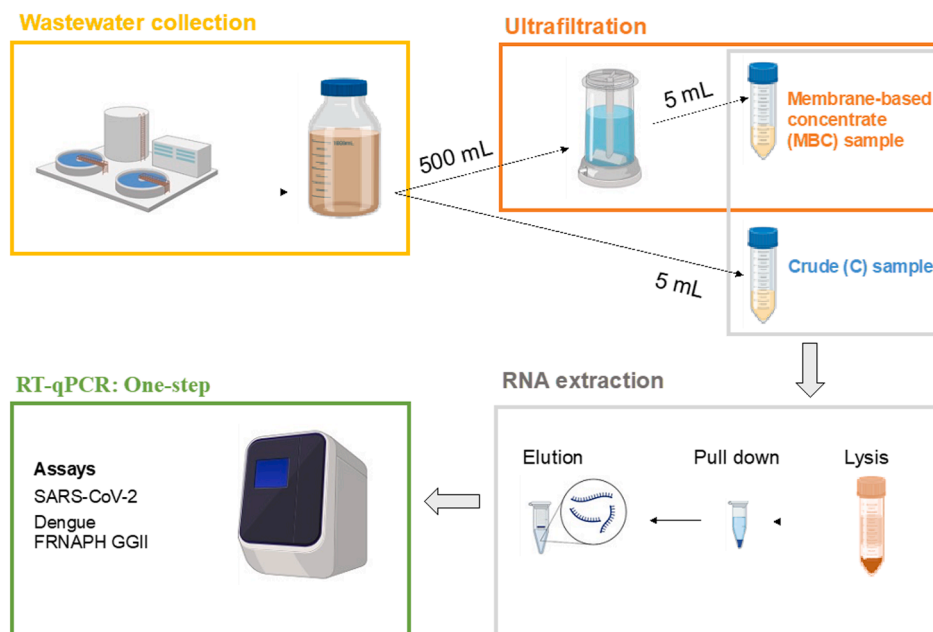 Wastewater collection
Ultrafiltration
500 mL
5 mL
Membrane-based
concentrate
(MBC) sample
5 mL
Crude (C) sample
RT-qPCR: One-step
RNA extraction
Assays
SARS-CoV-2
Dengue
FRNAPH GGII
Elution
Pull down
Lysis